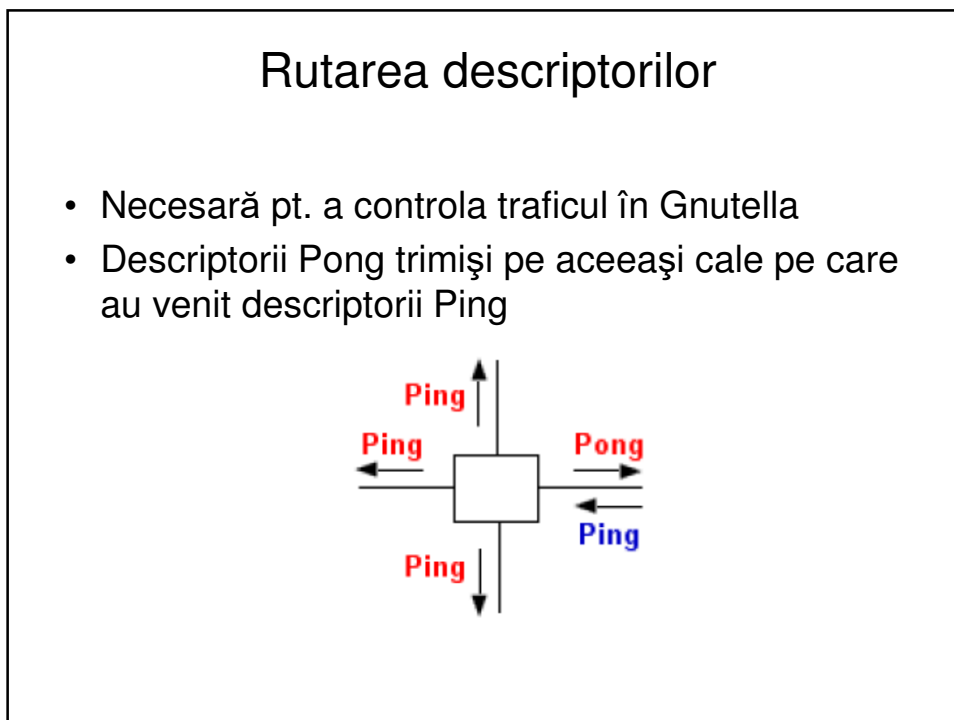 Rutarea descriptorilor
• Necesară pt. a controla traficul în Gnutella
• Descriptorii Pong trimişi pe aceeaşi cale pe care
au venit descriptorii Ping
Ping
Ping
Pong
Ping
Ping